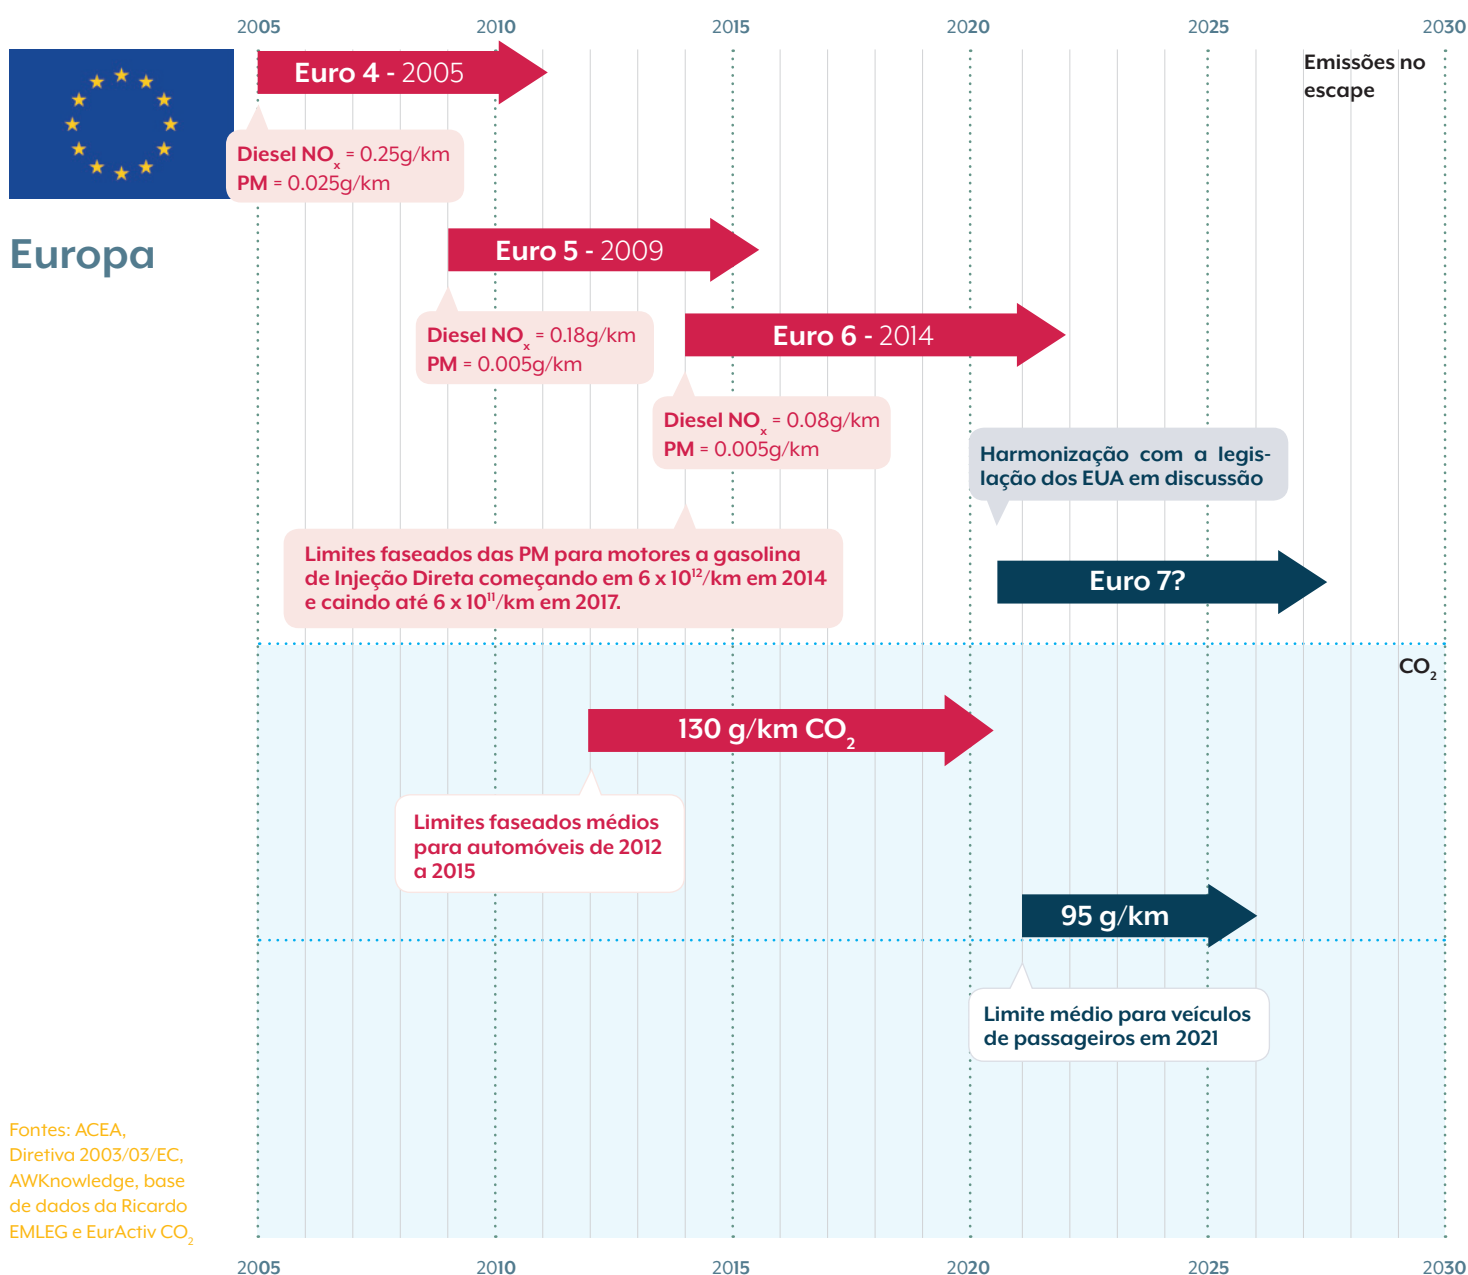 2005 2010 2015 2020 2025 2030
Euro 4 - 2005
Emissões no
escape
Diesel NOx = 0.25g/km
PM = 0.025g/km
Europa
Euro 5 - 2009
Diesel NOx = 0.18g/km
PM = 0.005g/km
Euro 6 - 2014
Diesel NOx = 0.08g/km
PM = 0.005g/km
Harmonização com a legis-
lação dos EUA em discussão
Limites faseados das PM para motores a gasolina
de Injeção Direta começando em 6 x 10¹²/km em 2014
e caindo até 6 x 10¹¹/km em 2017.
Euro 7?
CO₂
130 g/km CO₂
Limites faseados médios
para automóveis de 2012
a 2015
95 g/km
Limite médio para veículos
de passageiros em 2021
Fontes: ACEA,
Diretiva 2003/03/EC,
AWKnowledge, base
de dados da Ricardo
EMLEG e EurActiv CO₂
2005 2010 2015 2020 2025 2030